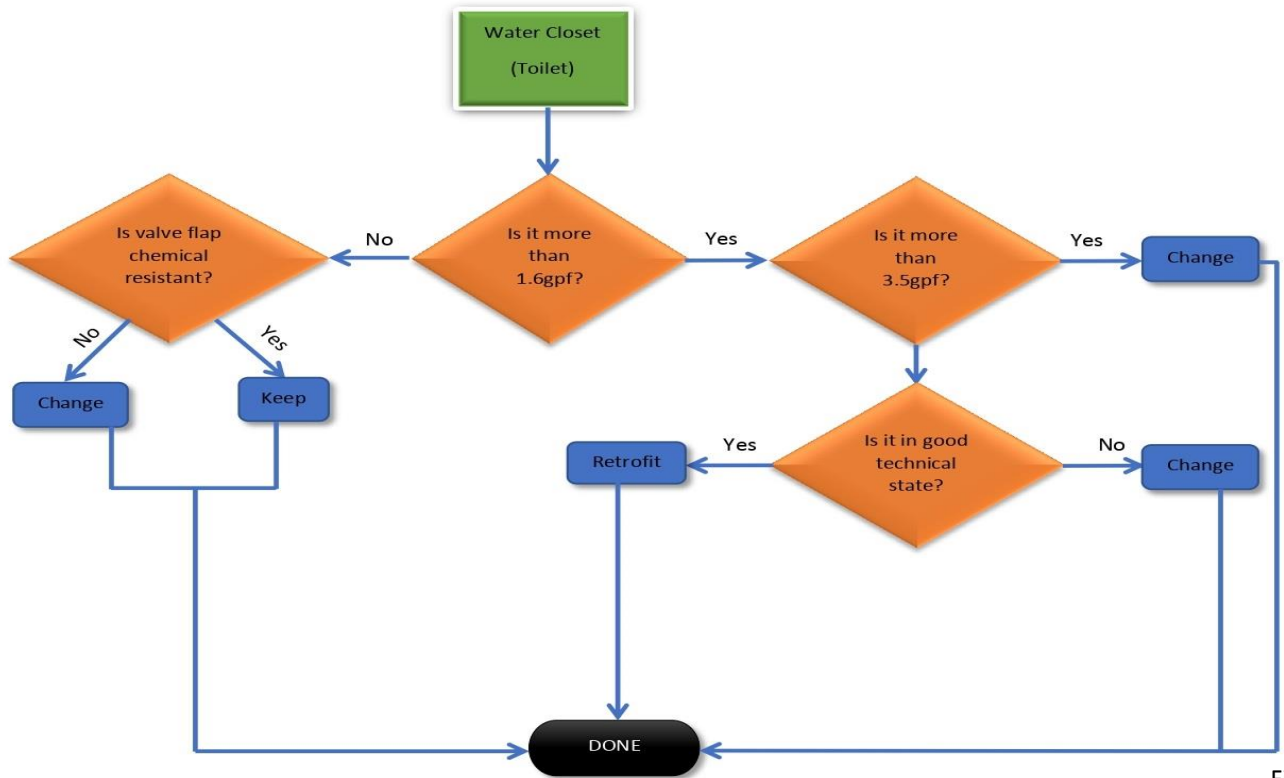 Water Closet
(Toilet)
Is valve flap
chemical
resistant?
No
Is it more
than
1.6gpf?
Yes
Is it more
than
3.5gpf?
Yes
Change
No
Yes
Change
Keep
Retrofit
Yes
Is it in good
technical
state?
No
Change
DONE